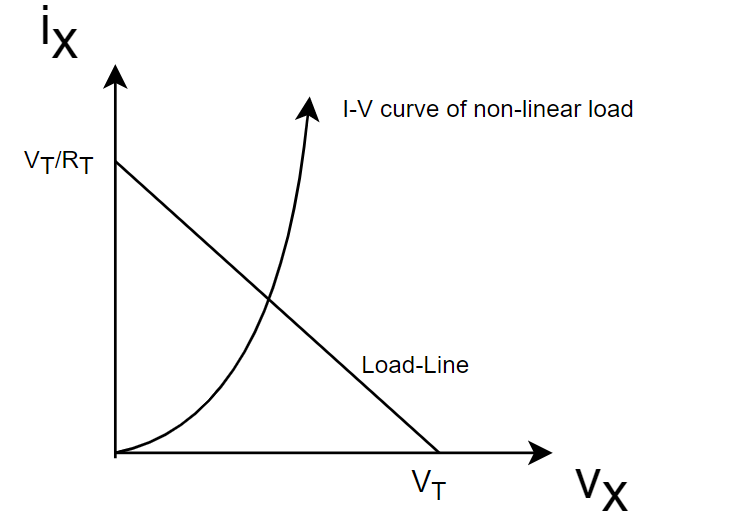 iX
I-V curve of non-linear load
VT/RT
Load-Line
VT
vX